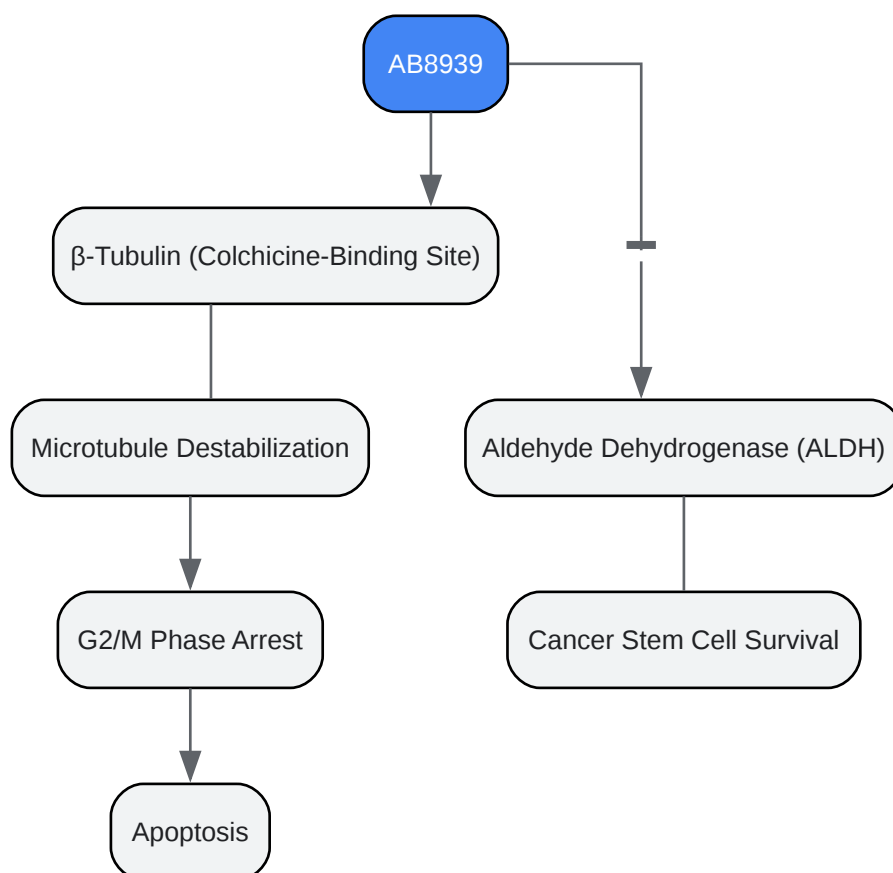 AB8939
β-Tubulin (Colchicine-Binding Site)
Microtubule Destabilization
Aldehyde Dehydrogenase (ALDH)
G2/M Phase Arrest
Cancer Stem Cell Survival
Apoptosis